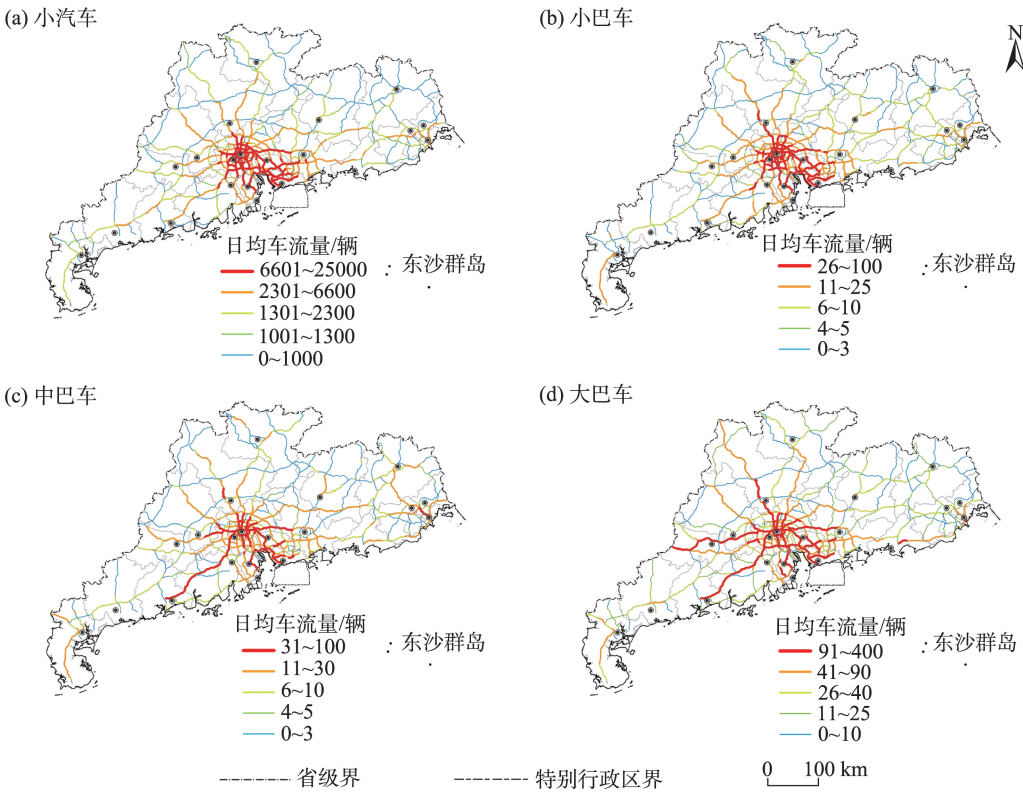 (a) 小汽车
(b) 小巴车
N
日均车流量/辆
6601~25000
2301~6600
1301~2300
1001~1300
0~1000
东沙群岛
日均车流量/辆
26~100
11~25
6~10
4~5
0~3
东沙群岛
(c) 中巴车
(d) 大巴车
日均车流量/辆
31~100
11~30
6~10
4~5
0~3
东沙群岛
日均车流量/辆
91~400
41~90
26~40
11~25
0~10
东沙群岛
省级界
特别行政区界
0 100 km